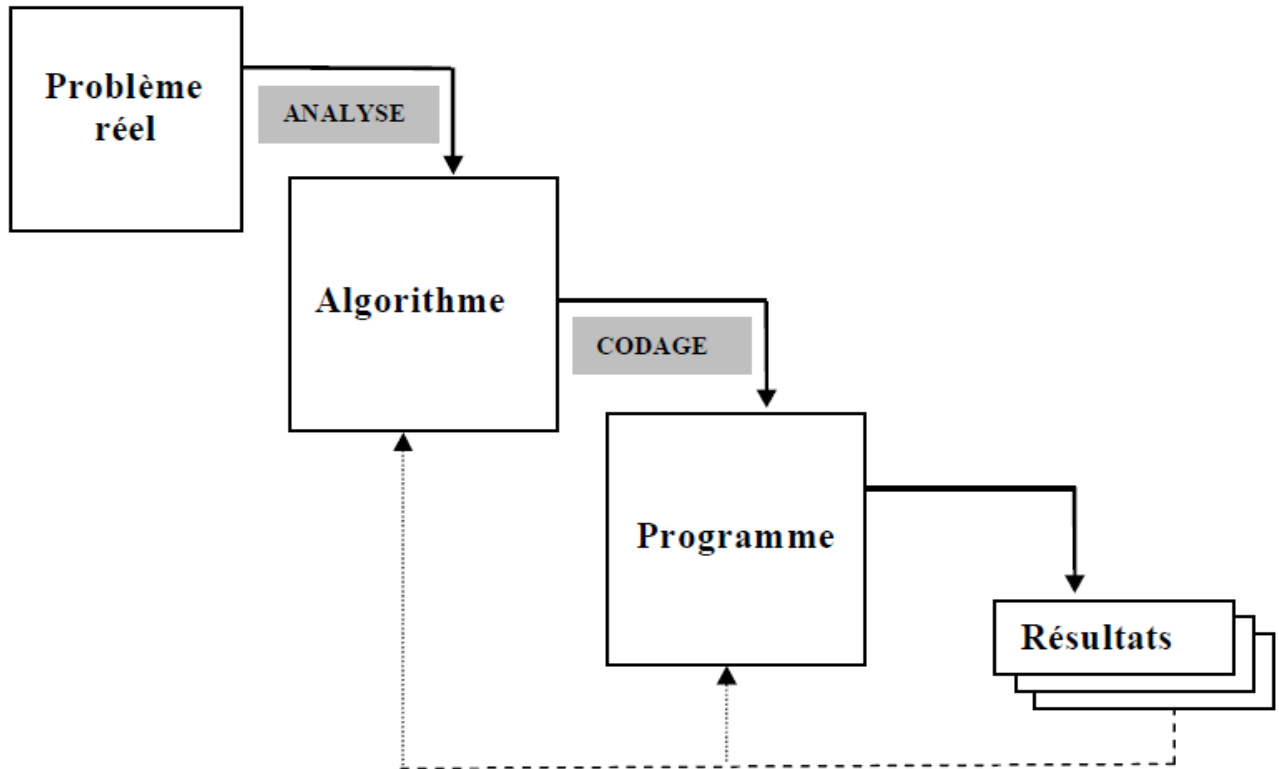 Problème
réel
ANALYSE
Algorithme
CODAGE
Programme
Résultats